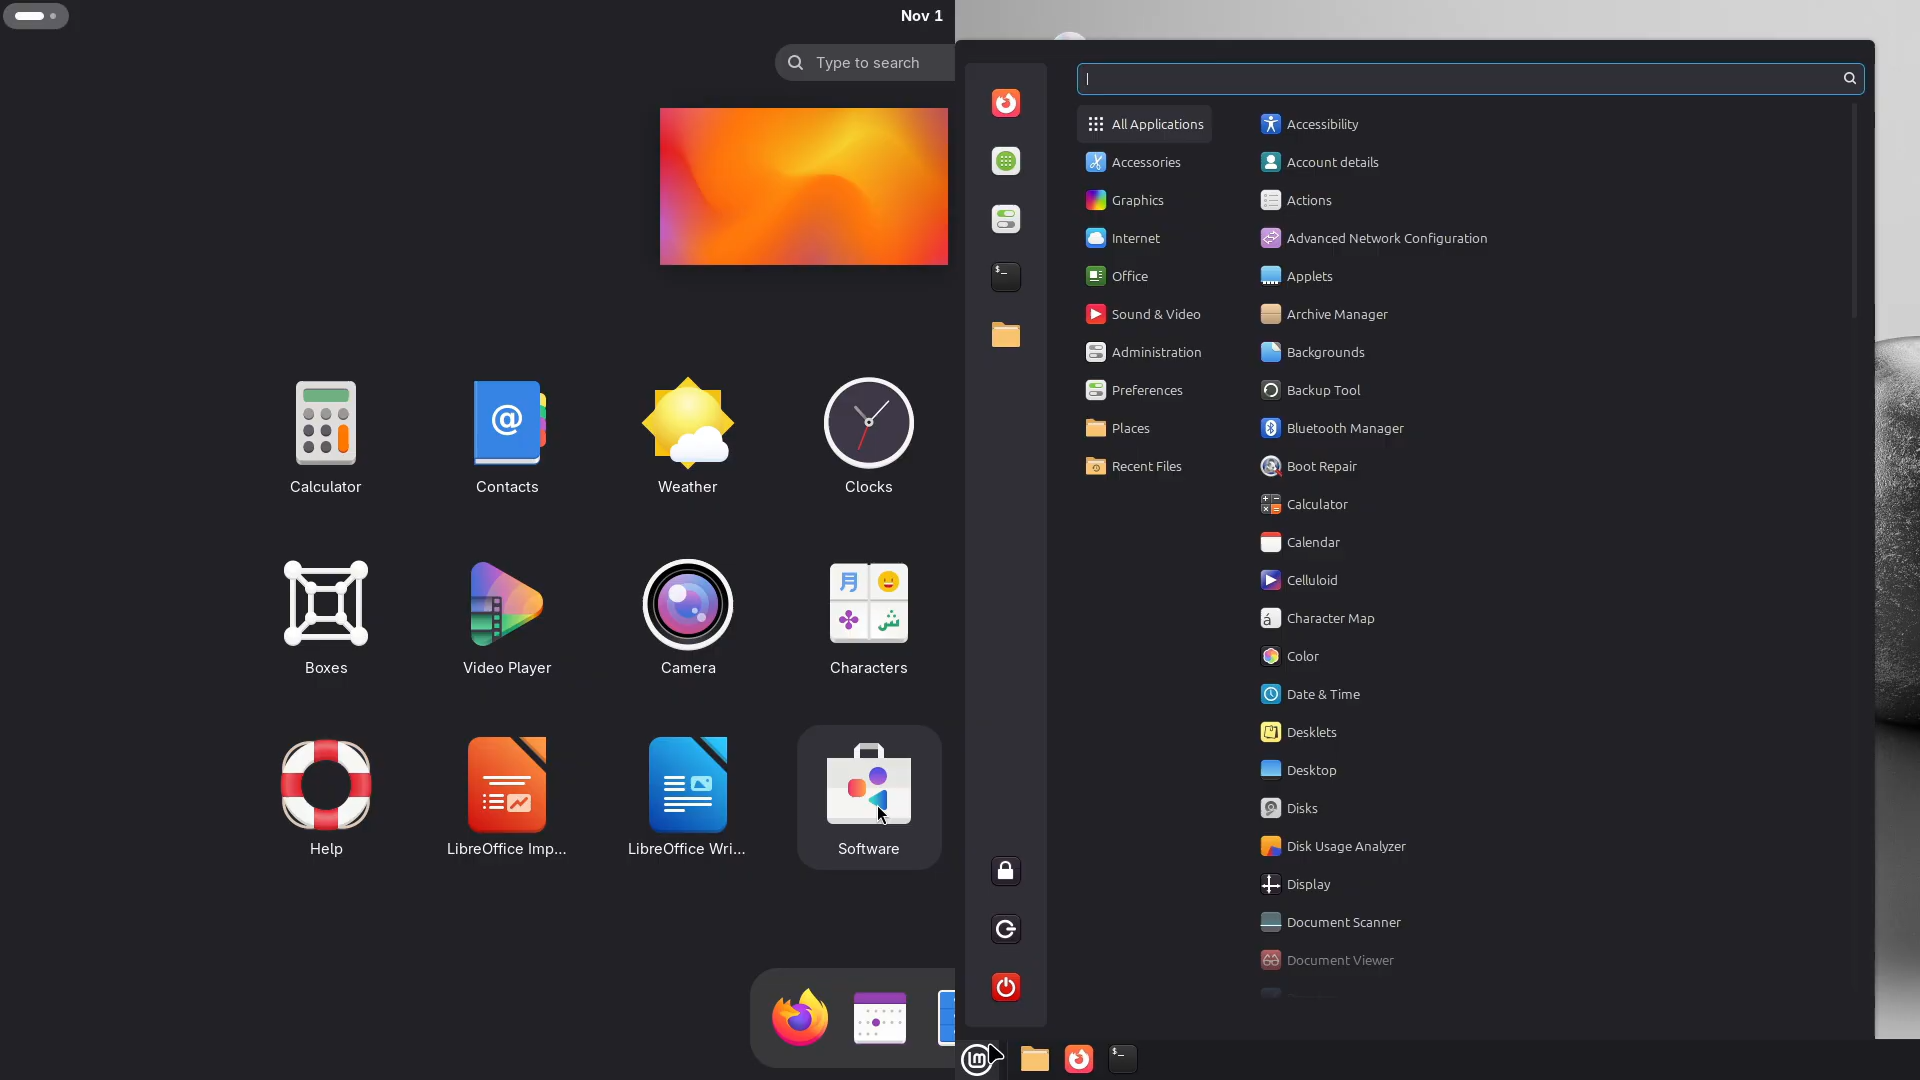 Nov 1
Type to search
Calculator
Contacts
Weather
Clocks
Boxes
Video Player
Camera
Characters
Help
LibreOffice Imp...
LibreOffice Wri...
Software
All Applications
Accessories
Graphics
Internet
Office
Sound & Video
Administration
Preferences
Places
Recent Files
Accessibility
Account details
Actions
Advanced Network Configuration
Applets
Archive Manager
Backgrounds
Backup Tool
Bluetooth Manager
Boot Repair
Calculator
Calendar
Celluloid
Character Map
Color
Date & Time
Desklets
Desktop
Disks
Disk Usage Analyzer
Display
Document Scanner
Document Viewer